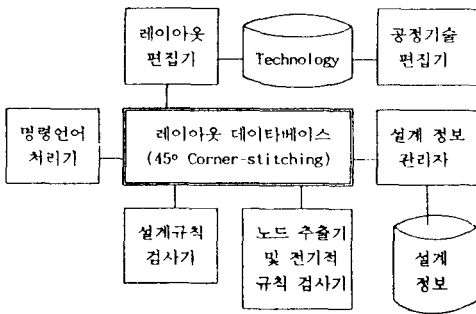 레이아웃
편집기
Technology
공정기술
편집기
명령언어
처리기
레이아웃 데이타베이스
(45º Corner-stitching)
설계 정보
관리자
설계규칙
검사기
노드 추출기
및 전기적
규칙 검사기
설계
정보